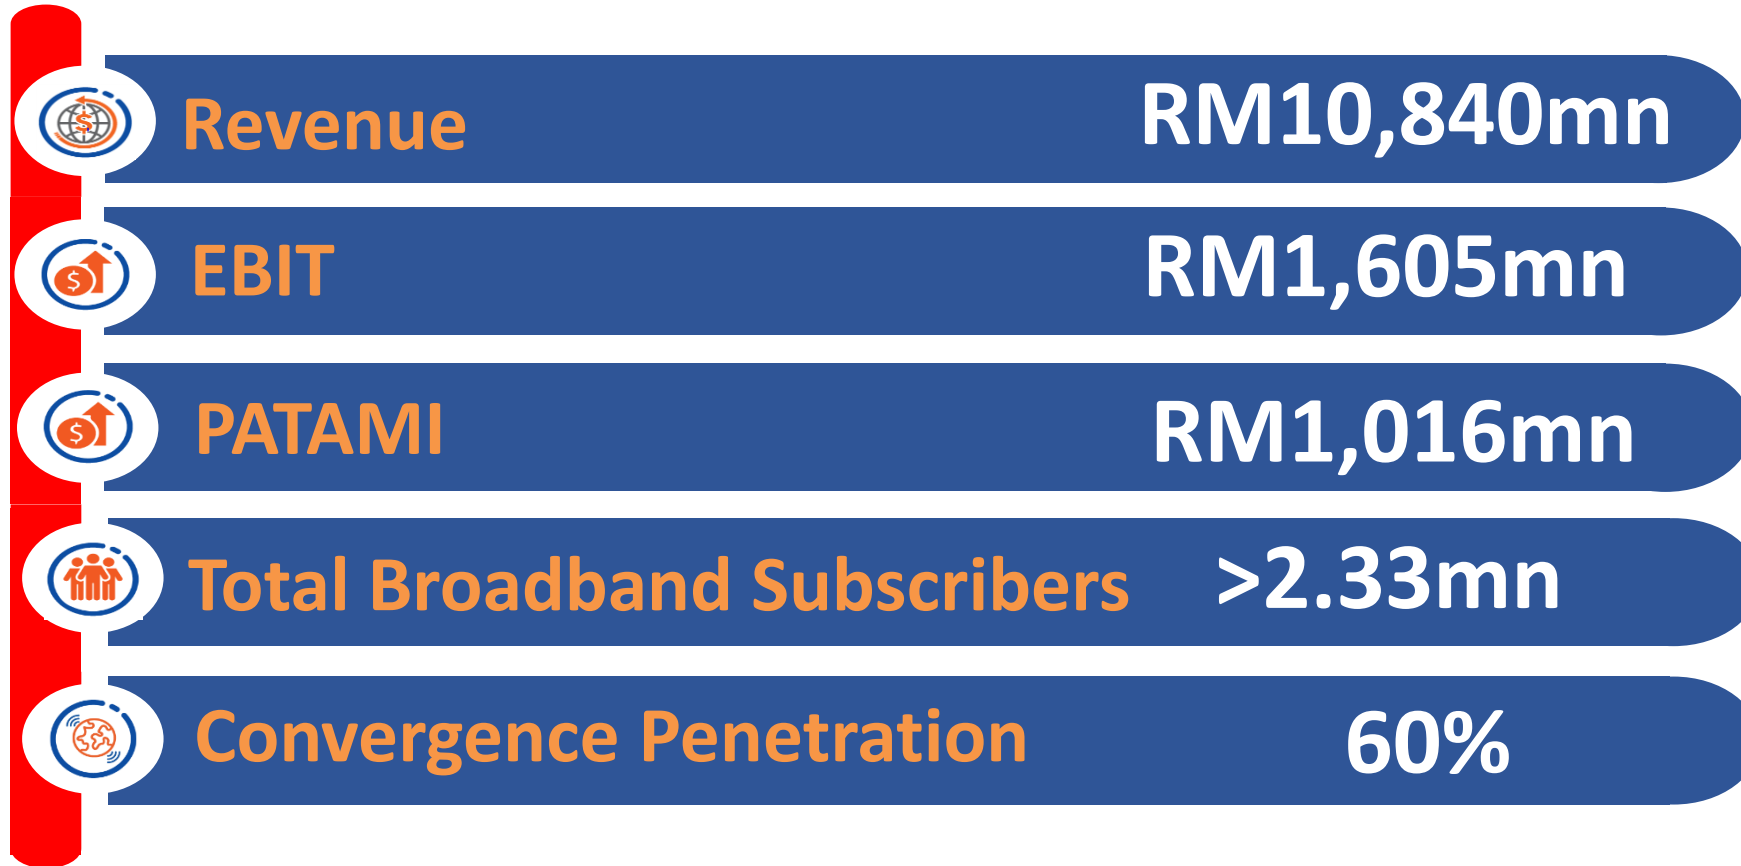 Revenue RM10,840mn
EBIT RM1,605mn
PATAMI RM1,016mn
Total Broadband Subscribers >2.33mn
Convergence Penetration 60%